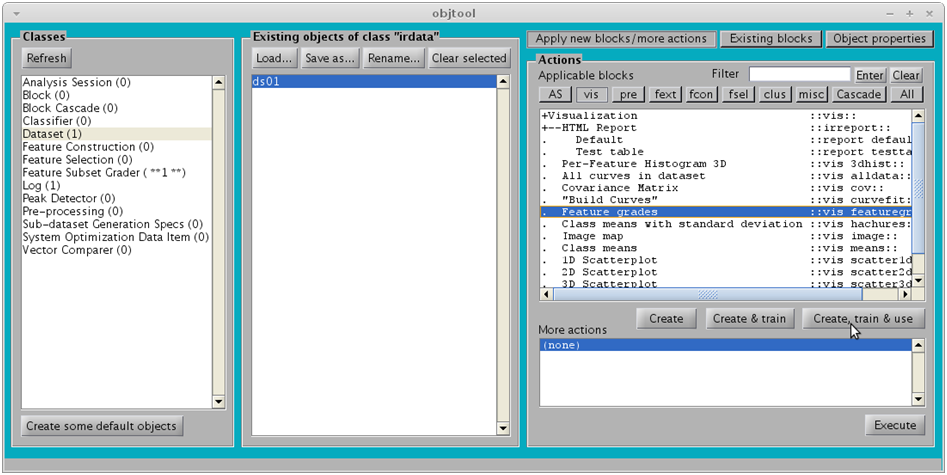 objtool
Classes
Refresh
Analysis Session (0)
Block (0)
Block Cascade (0)
Classifier (0)
Dataset (1)
Feature Construction (0)
Feature Selection (0)
Feature Subset Grader ( **1 **)
Log (1)
Peak Detector (0)
Pre-processing (0)
Sub-dataset Generation Specs (0)
System Optimization Data Item (0)
Vector Comparer (0)
Create some default objects
Existing objects of class "irdata"
Load... Save as... Rename... Clear selected
ds01
Apply new blocks/more actions Existing blocks Object properties
Actions
Applicable blocks Filter Enter Clear
AS vis pre fext fcon fsel clus misc Cascade All
+Visualization ::vis::
+--HTML Report ::irreport::
. Default ::report defaul
. Test table ::report testta
. Per-Feature Histogram 3D ::vis 3dhist::
. All curves in dataset ::vis alldata::
. Covariance Matrix ::vis cov::
. "Build Curves" ::vis curvefit:
. Feature grades ::vis featuregr
. Class means with standard deviation ::vis hachures:
. Image map ::vis image::
. Class means ::vis means::
. 1D Scatterplot ::vis scatter1d
. 2D Scatterplot ::vis scatter2d
. 3D Scatterplot ::vis scatter3d
Create Create & train Create, train & use
More actions
(none)
Execute